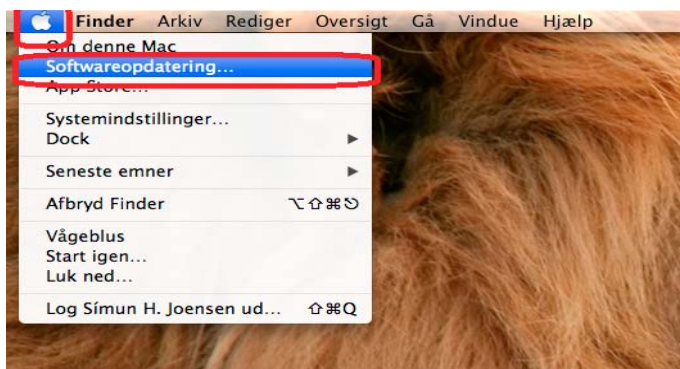 Finder Arkiv Rediger Oversigt Gå Vindue Hjælp
Om denne Mac
Softwareopdatering...
App Store...
Systemindstillinger...
Dock
Seneste emner
Afbryd Finder ⌥⇧⌘⎋
Vågeblus
Start igen...
Luk ned...
Log Símun H. Joensen ud... ⇧⌘Q